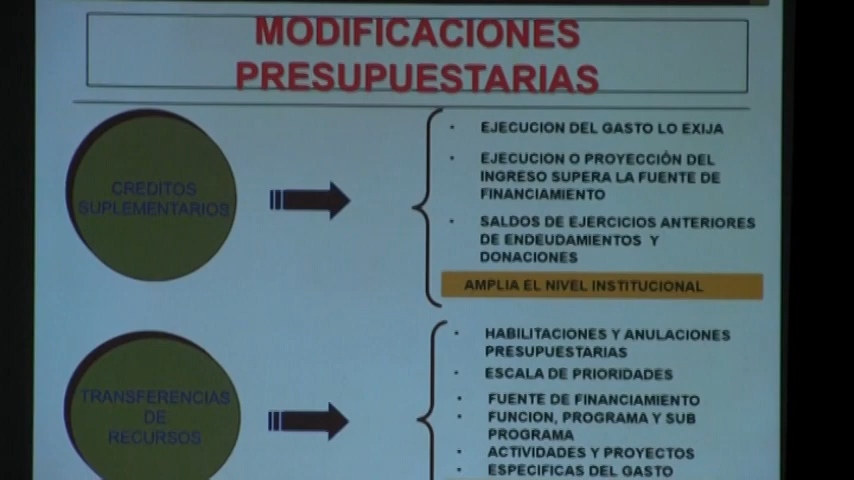 MODIFICACIONES
PRESUPUESTARIAS
CREDITOS
SUPLEMENTARIOS
EJECUCION DEL GASTO LO EXIJA
EJECUCION O PROYECCIÓN DEL
INGRESO SUPERA LA FUENTE DE
FINANCIAMIENTO
SALDOS DE EJERCICIOS ANTERIORES
DE ENDEUDAMIENTOS Y
DONACIONES
AMPLIA EL NIVEL INSTITUCIONAL
TRANSFERENCIAS
DE
RECURSOS
HABILITACIONES Y ANULACIONES
PRESUPUESTARIAS
ESCALA DE PRIORIDADES
FUENTE DE FINANCIAMIENTO
FUNCION, PROGRAMA Y SUB
PROGRAMA
ACTIVIDADES Y PROYECTOS
ESPECIFICAS DEL GASTO